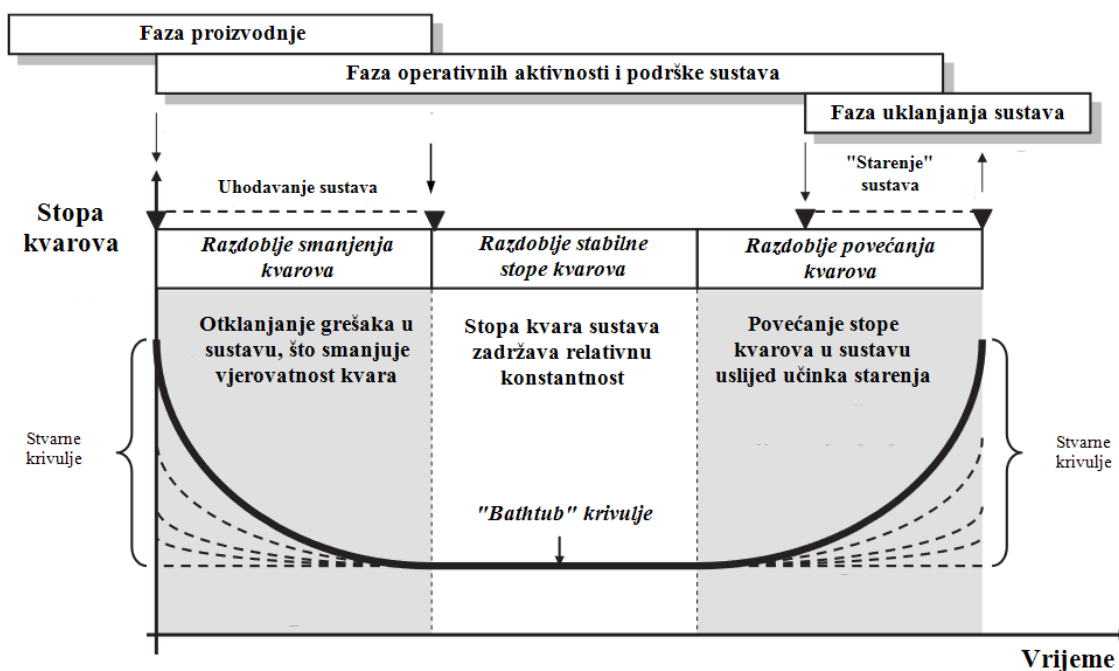 Faza proizvodnje
Faza operativnih aktivnosti i podrške sustava
Faza uklanjanja sustava
"Starenje"
sustava
Uhodavanje sustava
Stopa
kvarova
Razdoblje smanjenja
kvarova
Razdoblje stabilne
stope kvarova
Razdoblje povećanja
kvarova
Otklanjanje grešaka u
sustavu, što smanjuje
vjerovatnost kvara
Stopa kvara sustava
zadržava relativnu
konstantnost
Povećanje stope
kvarova u sustavu
uslijed učinka starenja
Stvarne
krivulje
"Bathtub" krivulje
Stvarne
krivulje
Vrijeme